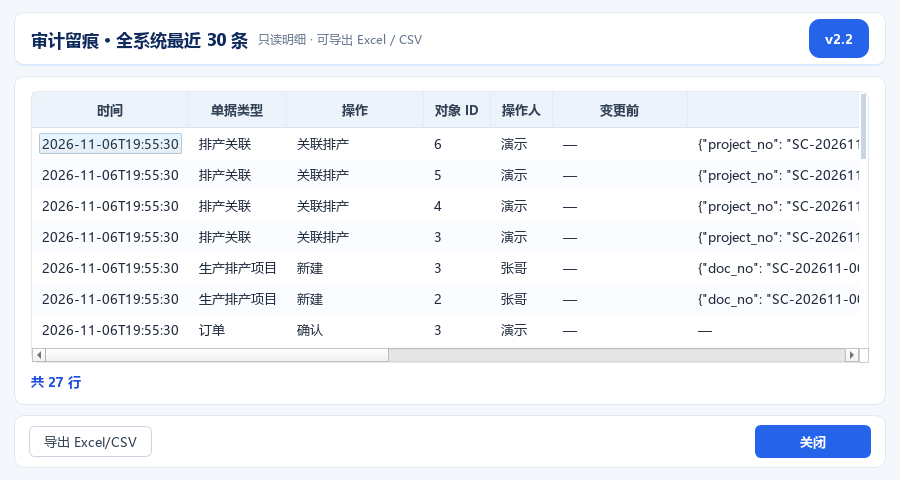 审计留痕 · 全系统最近 30 条 只读明细 · 可导出 Excel / CSV v2.2
时间 单据类型 操作 对象 ID 操作人 变更前
2026-11-06T19:55:30 排产关联 关联排产 6 演示 — {"project_no": "SC-202611
2026-11-06T19:55:30 排产关联 关联排产 5 演示 — {"project_no": "SC-202611
2026-11-06T19:55:30 排产关联 关联排产 4 演示 — {"project_no": "SC-202611
2026-11-06T19:55:30 排产关联 关联排产 3 演示 — {"project_no": "SC-202611
2026-11-06T19:55:30 生产排产项目 新建 3 张哥 — {"doc_no": "SC-202611-00
2026-11-06T19:55:30 生产排产项目 新建 2 张哥 — {"doc_no": "SC-202611-00
2026-11-06T19:55:30 订单 确认 3 演示 — —
共 27 行
导出 Excel/CSV 关闭